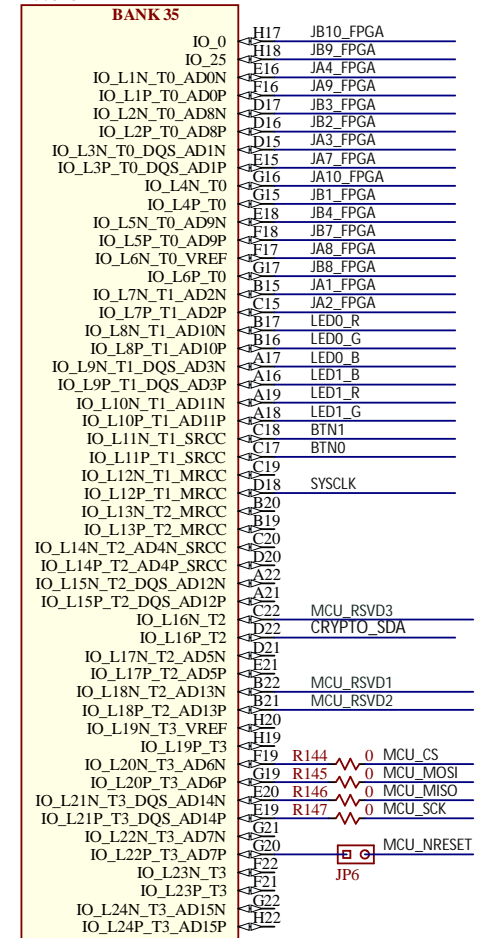 BANK 35
IO_0 H17 JB10_FPGA
IO_25 H18 JB9_FPGA
IO_L1N_T0_AD0N E16 JA4_FPGA
IO_L1P_T0_AD0P F16 JA9_FPGA
IO_L2N_T0_AD8N D17 JB3_FPGA
IO_L2P_T0_AD8P D16 JB2_FPGA
IO_L3N_T0_DQS_AD1N D15 JA3_FPGA
IO_L3P_T0_DQS_AD1P E15 JA7_FPGA
IO_L4N_T0 G16 JA10_FPGA
IO_L4P_T0 G15 JB1_FPGA
IO_L5N_T0_AD9N E18 JB4_FPGA
IO_L5P_T0_AD9P F18 JB7_FPGA
IO_L6N_T0_VREF F17 JA8_FPGA
IO_L6P_T0 G17 JB8_FPGA
IO_L7N_T1_AD2N B15 JA1_FPGA
IO_L7P_T1_AD2P C15 JA2_FPGA
IO_L8N_T1_AD10N B17 LED0_R
IO_L8P_T1_AD10P B16 LED0_G
IO_L9N_T1_DQS_AD3N A17 LED0_B
IO_L9P_T1_DQS_AD3P A16 LED1_B
IO_L10N_T1_AD11N A19 LED1_R
IO_L10P_T1_AD11P A18 LED1_G
IO_L11N_T1_SRCC C18 BTN1
IO_L11P_T1_SRCC C17 BTN0
IO_L12N_T1_MRCC C19
IO_L12P_T1_MRCC D18 SYSCLK
IO_L13N_T2_MRCC B20
IO_L13P_T2_MRCC B19
IO_L14N_T2_AD4N_SRCC C20
IO_L14P_T2_AD4P_SRCC D20
IO_L15N_T2_DQS_AD12N A22
IO_L15P_T2_DQS_AD12P A21
IO_L16N_T2 C22 MCU_RSVD3
IO_L16P_T2 D22 CRYPTO_SDA
IO_L17N_T2_AD5N D21
IO_L17P_T2_AD5P E21
IO_L18N_T2_AD13N B22 MCU_RSVD1
IO_L18P_T2_AD13P B21 MCU_RSVD2
IO_L19N_T3_VREF H20
IO_L19P_T3 H19
IO_L20N_T3_AD6N F19 R144 0 MCU_CS
IO_L20P_T3_AD6P G19 R145 0 MCU_MOSI
IO_L21N_T3_DQS_AD14N E20 R146 0 MCU_MISO
IO_L21P_T3_DQS_AD14P E19 R147 0 MCU_SCK
IO_L22N_T3_AD7N G21
IO_L22P_T3_AD7P G20 MCU_NRESET
IO_L23N_T3 F22 JP6
IO_L23P_T3 F21
IO_L24N_T3_AD15N G22
IO_L24P_T3_AD15P H22